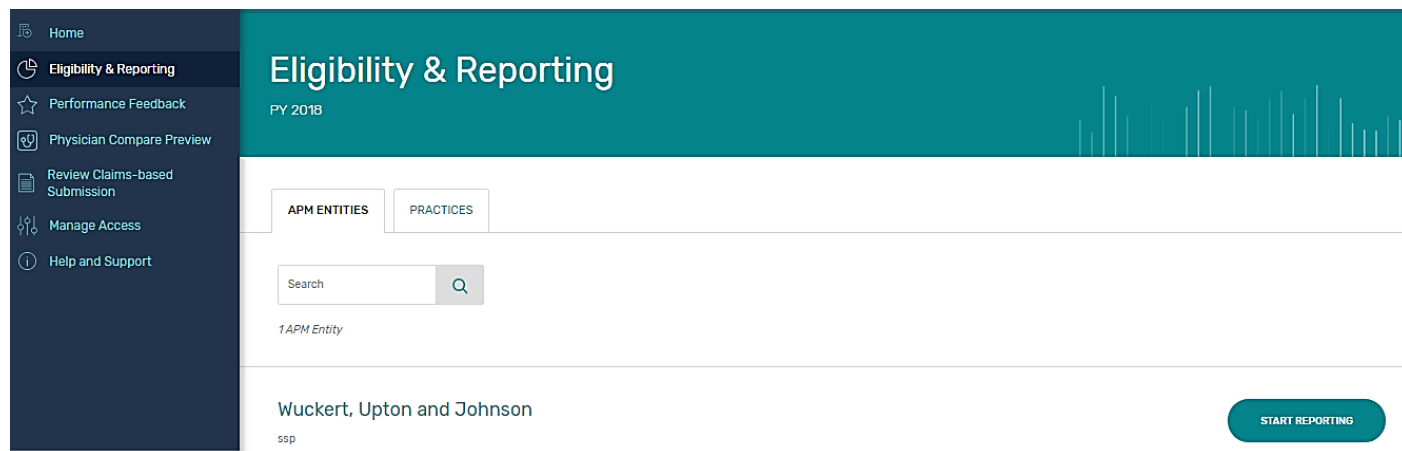 Home
Eligibility & Reporting
Performance Feedback
Physician Compare Preview
Review Claims-based
Submission
Manage Access
Help and Support
Eligibility & Reporting
PY 2018
APM ENTITIES
PRACTICES
Search
1 APM Entity
Wuckert, Upton and Johnson
ssp
START REPORTING